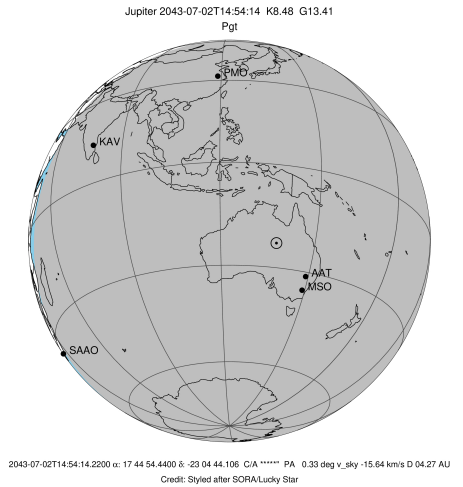 Jupiter 2043-07-02T14:54:14 K8.48 G13.41
Pgt
PMO
KAV
AAT
MSO
SAAO
2043-07-02T14:54:14.2200 α: 17 44 54.4400 δ: -23 04 44.106 C/A *****" PA 0.33 deg v_sky -15.64 km/s D 04.27 AU
Credit: Styled after SORA/Lucky Star